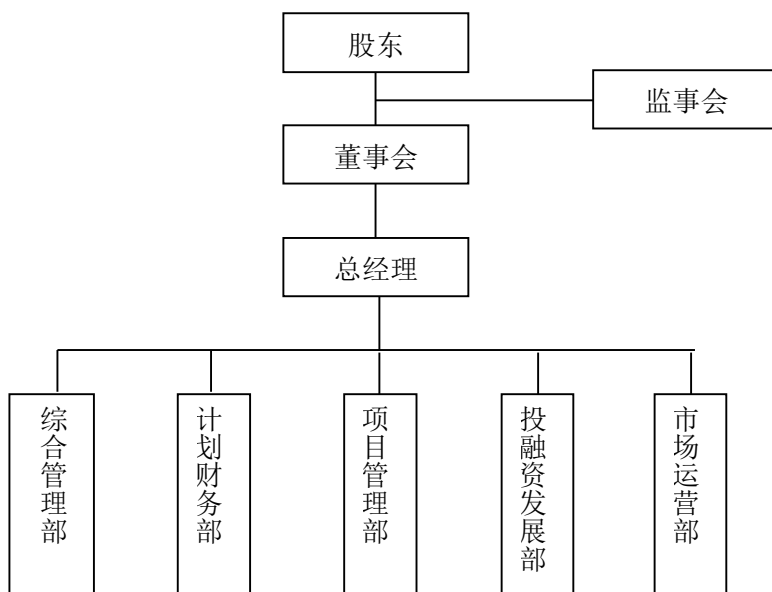 股东
监事会
董事会
总经理
综合管理部
计划财务部
项目管理部
投融资发展部
市场运营部